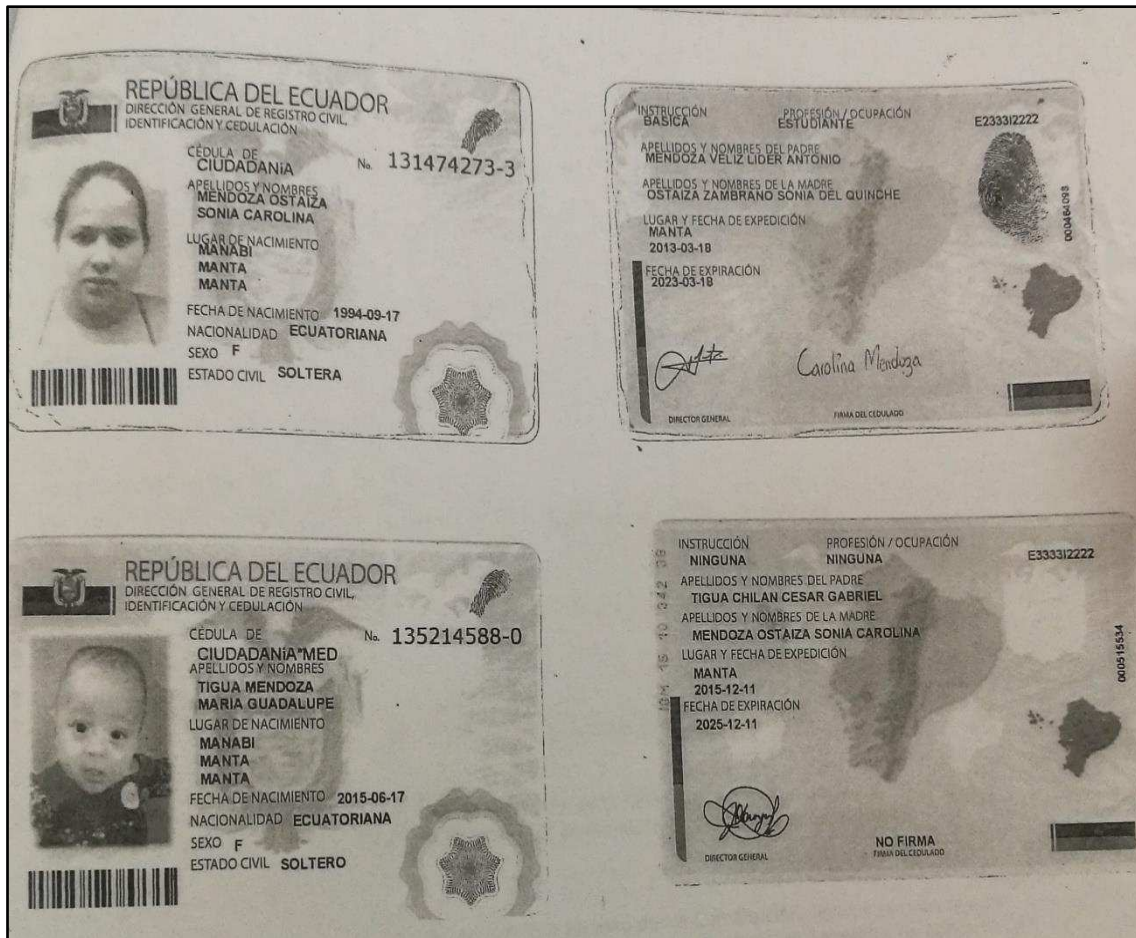 REPÚBLICA DEL ECUADOR
DIRECCIÓN GENERAL DE REGISTRO CIVIL,
IDENTIFICACIÓN Y CEDULACIÓN
CÉDULA DE No. 131474273-3
CIUDADANÍA
APELLIDOS Y NOMBRES
MENDOZA OSTAIZA
SONIA CAROLINA
LUGAR DE NACIMIENTO
MANABI
MANTA
MANTA
FECHA DE NACIMIENTO 1994-09-17
NACIONALIDAD ECUATORIANA
SEXO F
ESTADO CIVIL SOLTERA
INSTRUCCIÓN PROFESIÓN / OCUPACIÓN
BASICA ESTUDIANTE E233312222
APELLIDOS Y NOMBRES DEL PADRE
MENDOZA VELIZ LIDER ANTONIO
APELLIDOS Y NOMBRES DE LA MADRE
OSTAIZA ZAMBRANO SONIA DEL QUINCHE
LUGAR Y FECHA DE EXPEDICIÓN
MANTA
2013-03-18
FECHA DE EXPIRACIÓN
2023-03-18
000464098
Carolina Mendoza
DIRECTOR GENERAL FIRMA DEL CEDULADO
REPÚBLICA DEL ECUADOR
DIRECCIÓN GENERAL DE REGISTRO CIVIL,
IDENTIFICACIÓN Y CEDULACIÓN
CÉDULA DE No. 135214588-0
CIUDADANÍA*MED
APELLIDOS Y NOMBRES
TIGUA MENDOZA
MARIA GUADALUPE
LUGAR DE NACIMIENTO
MANABI
MANTA
MANTA
FECHA DE NACIMIENTO 2015-06-17
NACIONALIDAD ECUATORIANA
SEXO F
ESTADO CIVIL SOLTERO
INSTRUCCIÓN PROFESIÓN / OCUPACIÓN
NINGUNA NINGUNA E333312222
APELLIDOS Y NOMBRES DEL PADRE
TIGUA CHILAN CESAR GABRIEL
APELLIDOS Y NOMBRES DE LA MADRE
MENDOZA OSTAIZA SONIA CAROLINA
LUGAR Y FECHA DE EXPEDICIÓN
MANTA
2015-12-11
FECHA DE EXPIRACIÓN
2025-12-11
000515534
NO FIRMA
DIRECTOR GENERAL FIRMA DEL CEDULADO